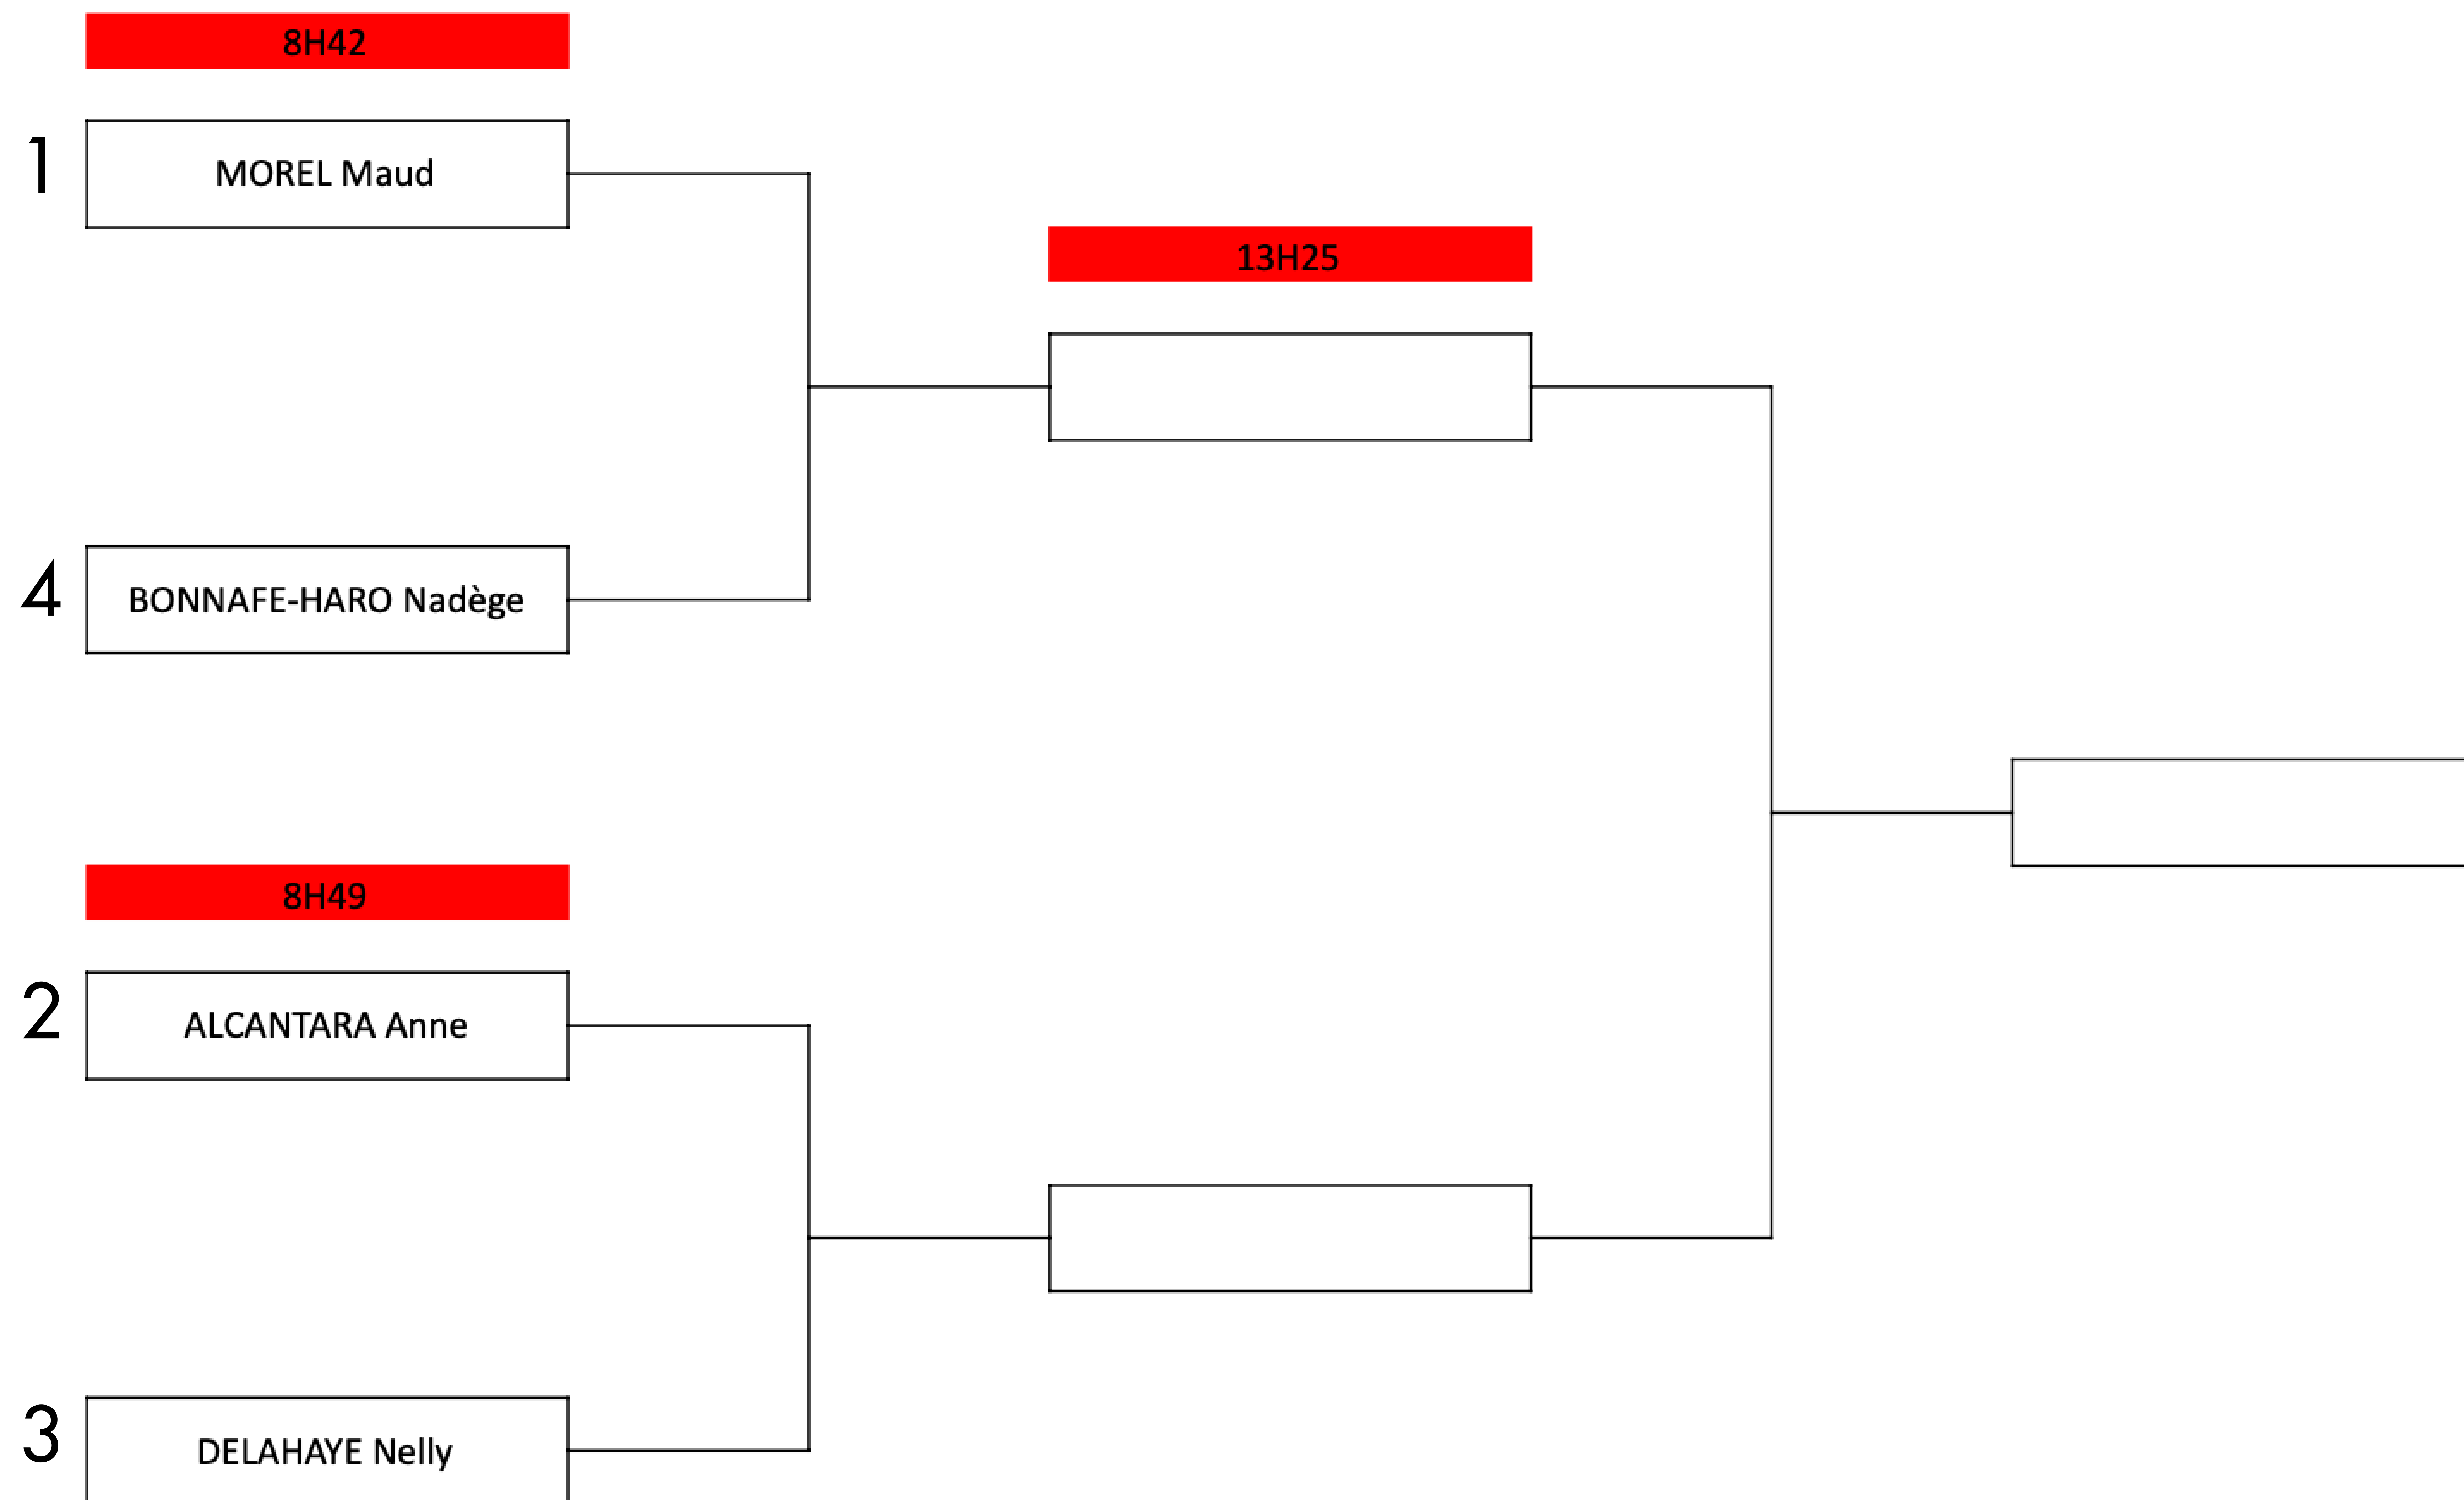 8H42
1
MOREL Maud
13H25
4
BONNAFE-HARO Nadège
8H49
2
ALCANTARA Anne
3
DELAHAYE Nelly